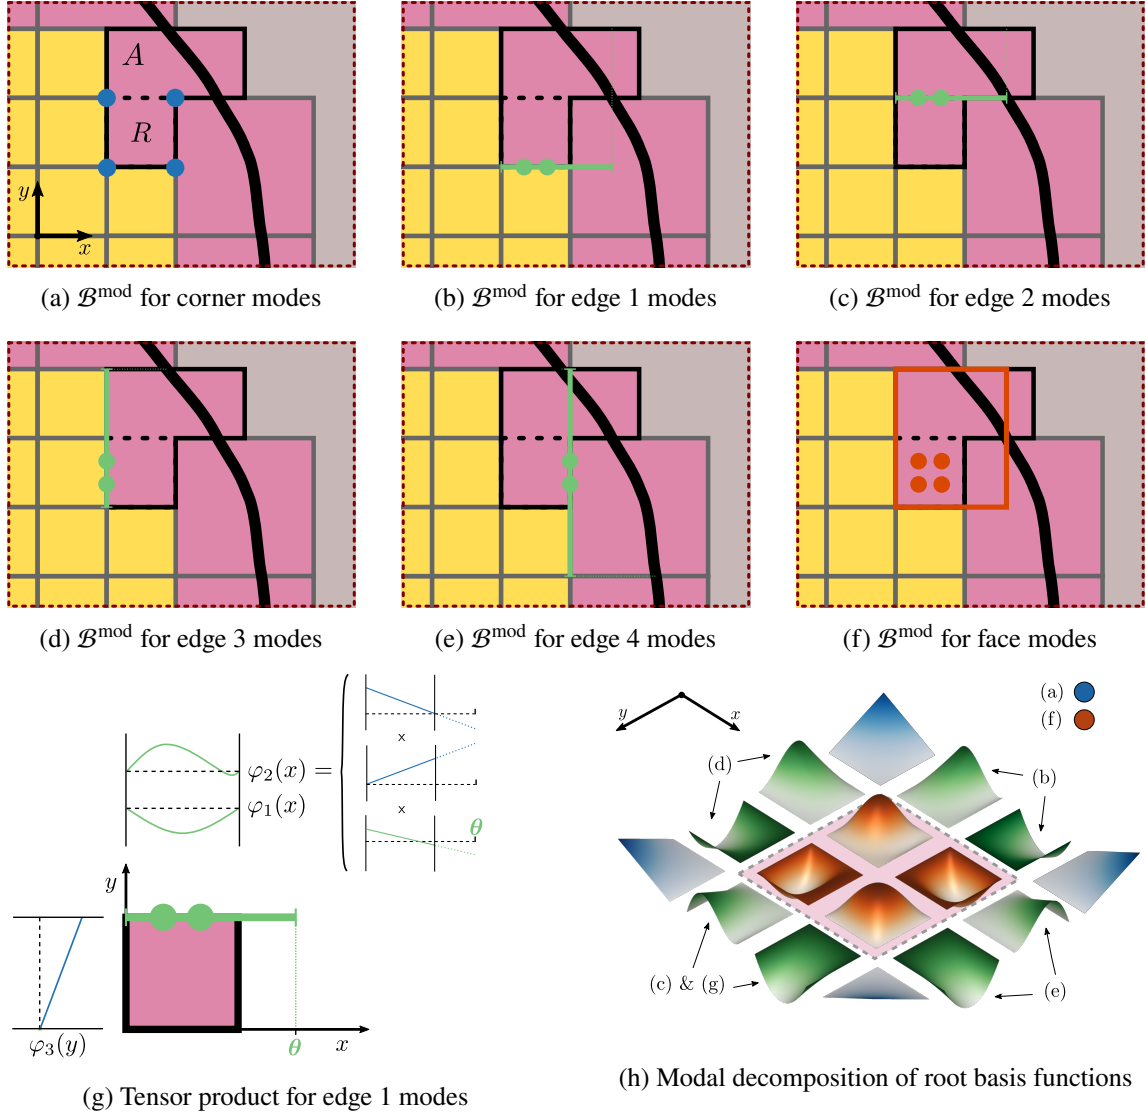 A
R
y
x
(a) ℬ^mod for corner modes
(b) ℬ^mod for edge 1 modes
(c) ℬ^mod for edge 2 modes
(d) ℬ^mod for edge 3 modes
(e) ℬ^mod for edge 4 modes
(f) ℬ^mod for face modes
φ₂(x) =
φ₁(x)
x
x
θ
y
φ₃(y)
θ
x
(g) Tensor product for edge 1 modes
y
x
(a)
(f)
(d)
(b)
(c) & (g)
(e)
(h) Modal decomposition of root basis functions